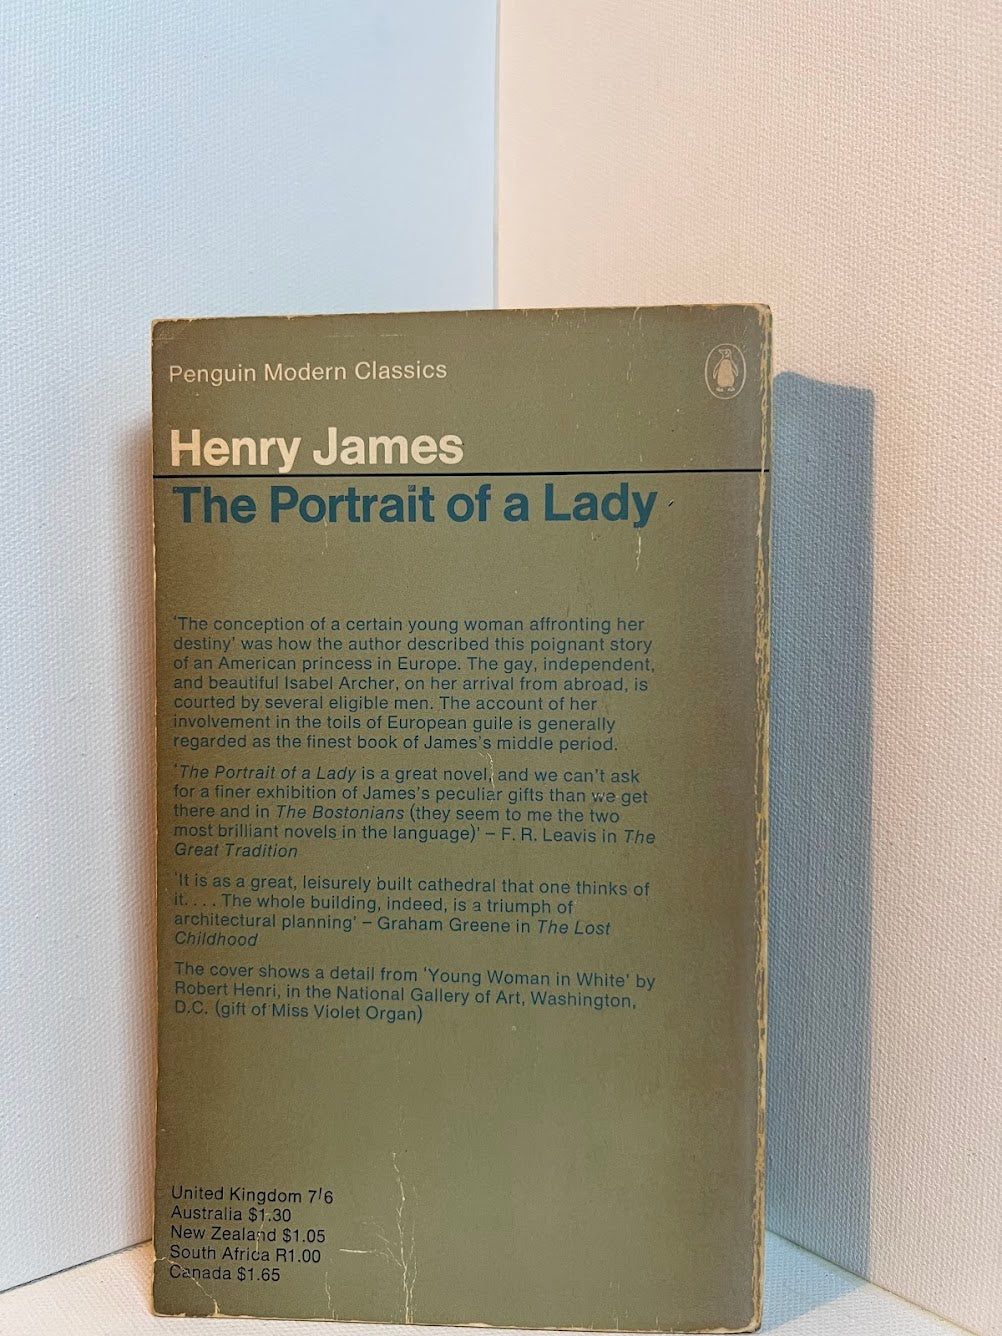 Penguin Modern Classics
Henry James
The Portrait of a Lady
‘The conception of a certain young woman affronting her
destiny’ was how the author described this poignant story
of an American princess in Europe. The gay, independent,
and beautiful Isabel Archer, on her arrival from abroad, is
courted by several eligible men. The account of her
involvement in the toils of European guile is generally
regarded as the finest book of James’s middle period.
‘The Portrait of a Lady is a great novel, and we can’t ask
for a finer exhibition of James’s peculiar gifts than we get
there and in The Bostonians (they seem to me the two
most brilliant novels in the language)’ – F. R. Leavis in The
Great Tradition
‘It is as a great, leisurely built cathedral that one thinks of
it. . . . The whole building, indeed, is a triumph of
architectural planning’ – Graham Greene in The Lost
Childhood
The cover shows a detail from ‘Young Woman in White’ by
Robert Henri, in the National Gallery of Art, Washington,
D.C. (gift of Miss Violet Organ)
United Kingdom 7/6
Australia $1.30
New Zealand $1.05
South Africa R1.00
Canada $1.65